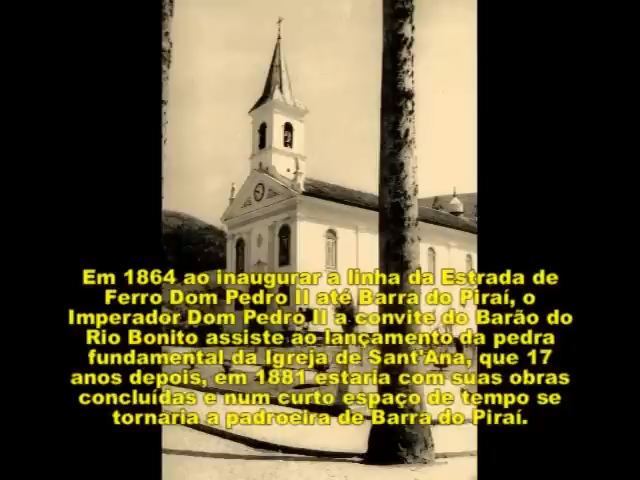 Em 1864 ao inaugurar a linha da Estrada de
Ferro Dom Pedro II até Barra do Piraí, o
Imperador Dom Pedro II a convite do Barão do
Rio Bonito assiste ao lançamento da pedra
fundamental da Igreja de Sant'Ana, que 17
anos depois, em 1881 estaria com suas obras
concluídas e num curto espaço de tempo se
tornaria a padroeira de Barra do Piraí.